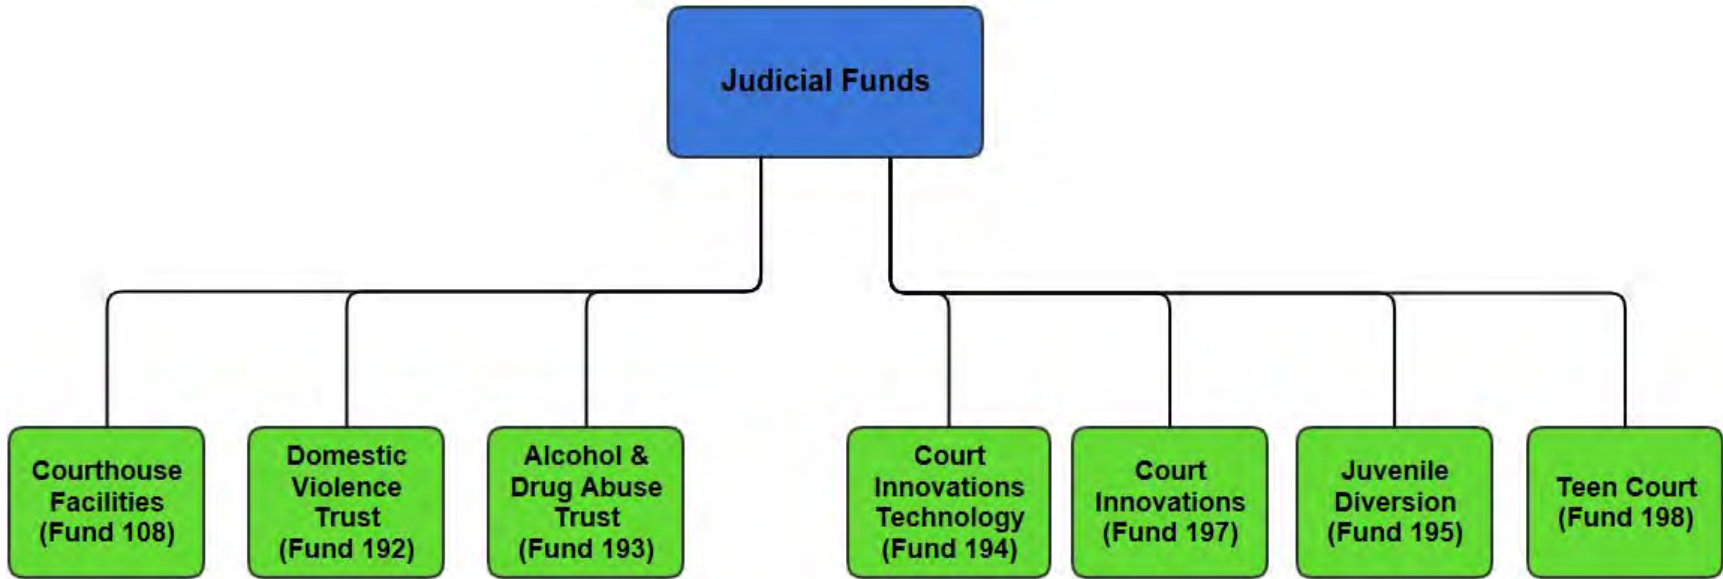 Judicial Funds
Courthouse
Facilities
(Fund 108)
Domestic
Violence
Trust
(Fund 192)
Alcohol &
Drug Abuse
Trust
(Fund 193)
Court
Innovations
Technology
(Fund 194)
Court
Innovations
(Fund 197)
Juvenile
Diversion
(Fund 195)
Teen Court
(Fund 198)